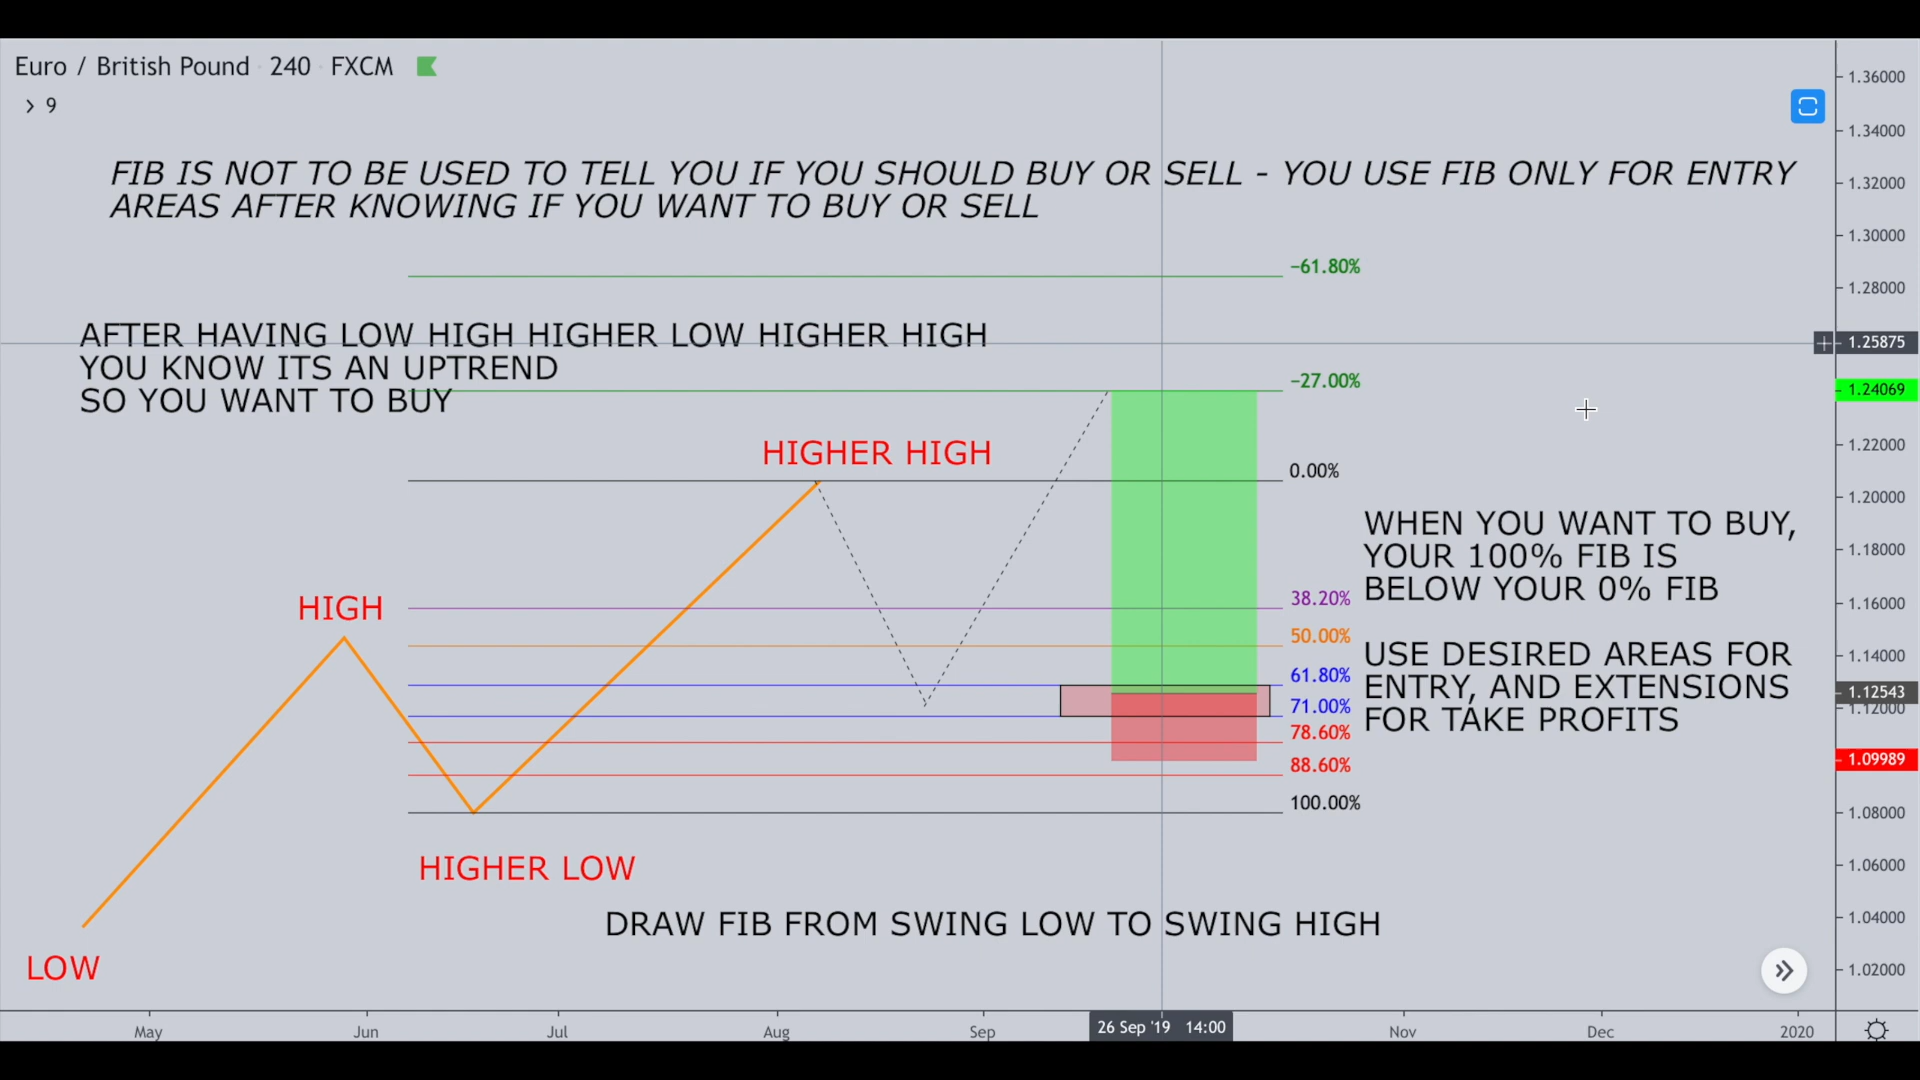 Euro / British Pound · 240 · FXCM
9
FIB IS NOT TO BE USED TO TELL YOU IF YOU SHOULD BUY OR SELL - YOU USE FIB ONLY FOR ENTRY
AREAS AFTER KNOWING IF YOU WANT TO BUY OR SELL
-61.80%
AFTER HAVING LOW HIGH HIGHER LOW HIGHER HIGH
YOU KNOW ITS AN UPTREND
SO YOU WANT TO BUY
-27.00%
HIGHER HIGH
0.00%
WHEN YOU WANT TO BUY,
YOUR 100% FIB IS
BELOW YOUR 0% FIB
HIGH
38.20%
50.00%
61.80%
71.00%
78.60%
88.60%
100.00%
USE DESIRED AREAS FOR
ENTRY, AND EXTENSIONS
FOR TAKE PROFITS
HIGHER LOW
DRAW FIB FROM SWING LOW TO SWING HIGH
LOW
1.36000
1.34000
1.32000
1.30000
1.28000
1.25875
1.24069
1.22000
1.20000
1.18000
1.16000
1.14000
1.12543
1.12000
1.09989
1.08000
1.06000
1.04000
1.02000
May Jun Jul Aug Sep 26 Sep '19 14:00 Nov Dec 2020